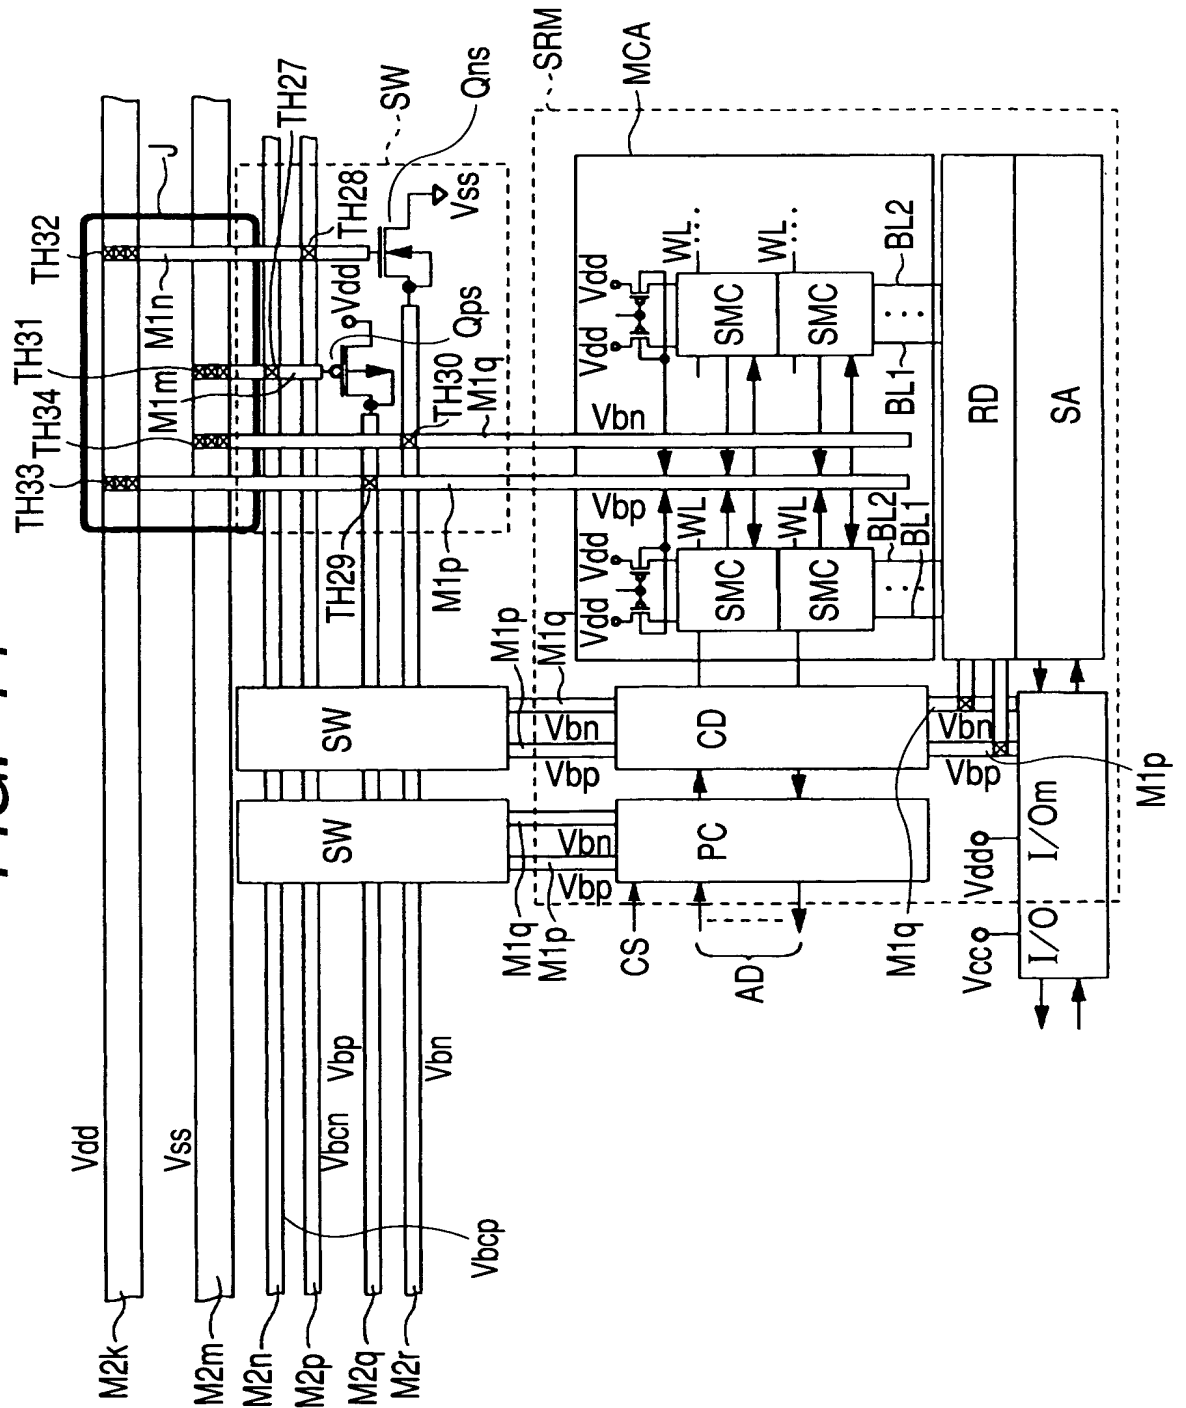 M2k
Vdd
TH32
M1n
J
M2m
Vss
TH33
TH34
TH31
M1m
TH27
M2n
Vbcp
M2p
Vbcn
TH28
Vdd
SW
Qns
Vss
M2q
Vbp
TH29
Qps
M2r
Vbn
TH30
M1q
M1p
SW
SW
M1q
M1p
Vbn
Vbp
M1p
M1q
Vbn
Vbp
SRM
MCA
CS
AD
PC
CD
Vdd
Vdd
Vdd
Vdd
Vbp
Vbn
WL
WL
WL
WL
SMC
SMC
SMC
SMC
BL2
BL1
BL1
BL2
M1q
Vbn
Vbp
M1p
RD
SA
Vcc
I/O
Vdd
I/Om